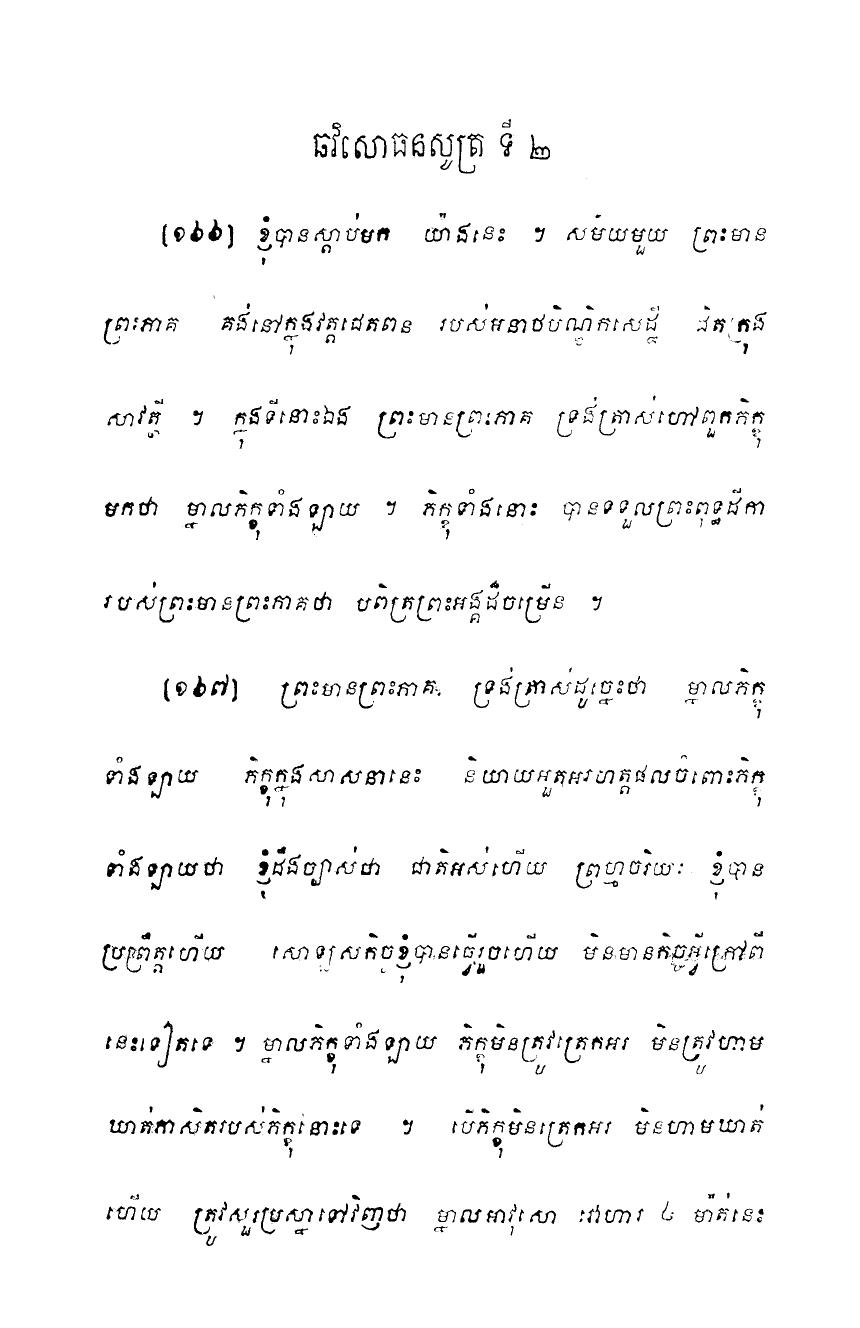 ឆវិសោធនសូត្រ ទី ២
[១៦៦] ខ្ញុំបានស្តាប់មក យ៉ាងនេះ ។ សម័យមួយ ព្រះមាន
ព្រះភាគ គង់នៅក្នុងវត្តជេតពន របស់អនាថបិណ្ឌិកសេដ្ឋី ជិតក្រុង
សាវត្ថី ។ ក្នុងទីនោះឯង ព្រះមានព្រះភាគ ទ្រង់ត្រាស់ហៅពួកភិក្ខុ
មកថា ម្នាលភិក្ខុទាំងឡាយ ។ ភិក្ខុទាំងនោះ បានទទួលព្រះពុទ្ធដីកា
របស់ព្រះមានព្រះភាគថា បពិត្រព្រះអង្គដ៏ចម្រើន ។
[១៦៧] ព្រះមានព្រះភាគ ទ្រង់ត្រាស់ដូច្នេះថា ម្នាលភិក្ខុ
ទាំងឡាយ ភិក្ខុក្នុងសាសនានេះ និយាយអួតអរហត្តផលចំពោះភិក្ខុ
ទាំងឡាយថា ខ្ញុំដឹងច្បាស់ថា ជាតិអស់ហើយ ព្រហ្មចរិយៈ ខ្ញុំបាន
ប្រព្រឹត្តហើយ សោឡសកិច្ចខ្ញុំបានធ្វើរួចហើយ មិនមានកិច្ចអ្វីក្រៅពី
នេះទៀតទេ ។ ម្នាលភិក្ខុទាំងឡាយ ភិក្ខុមិនត្រូវត្រេកអរ មិនត្រូវហាម
ឃាត់ភាសិតរបស់ភិក្ខុនោះទេ ។ បើភិក្ខុមិនត្រេកអរ មិនហាមឃាត់
ហើយ ត្រូវសួរប្រស្នាទៅវិញថា ម្នាលអាវុសោ វោហារ ៤ ម៉ាត់នេះ